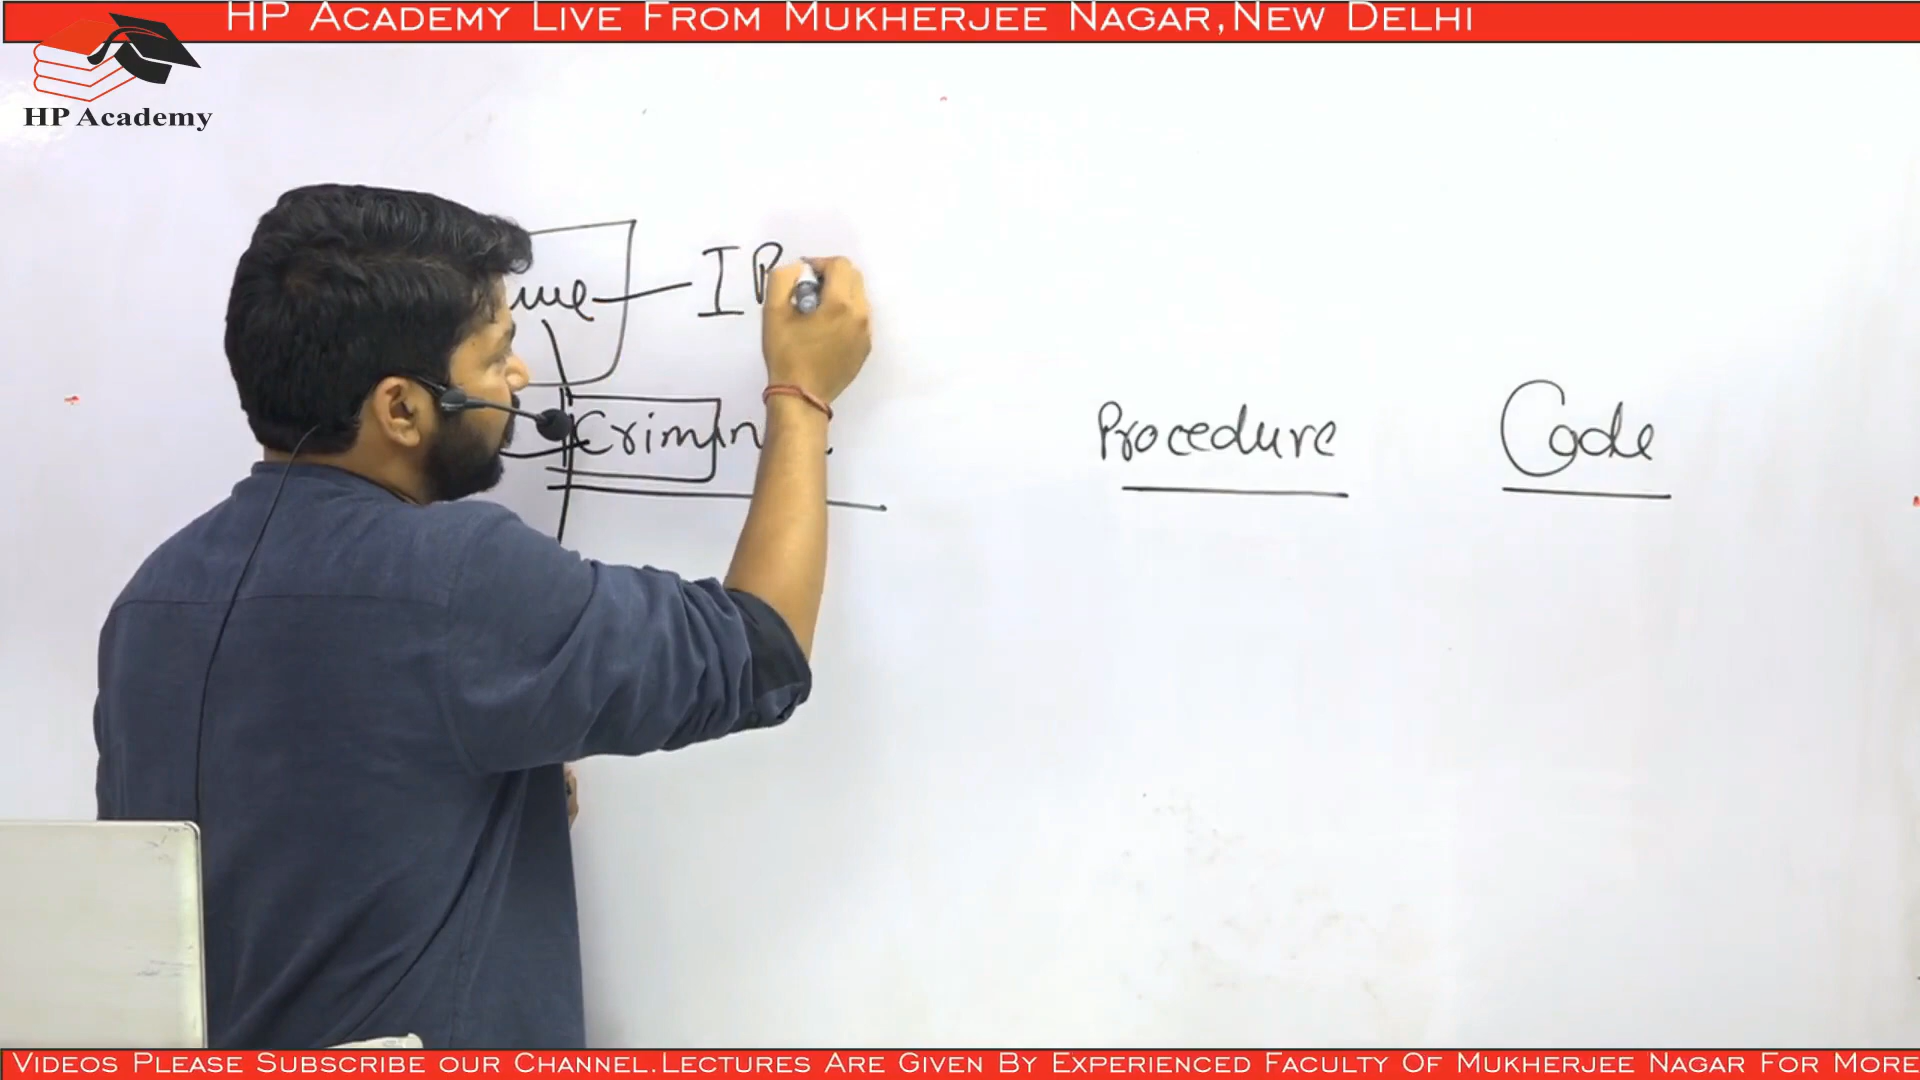 HP Academy Live From Mukherjee Nagar,New Delhi
HP Academy
IP
Procedure Code
Videos Please Subscribe our Channel.Lectures Are Given By Experienced Faculty Of Mukherjee Nagar For More